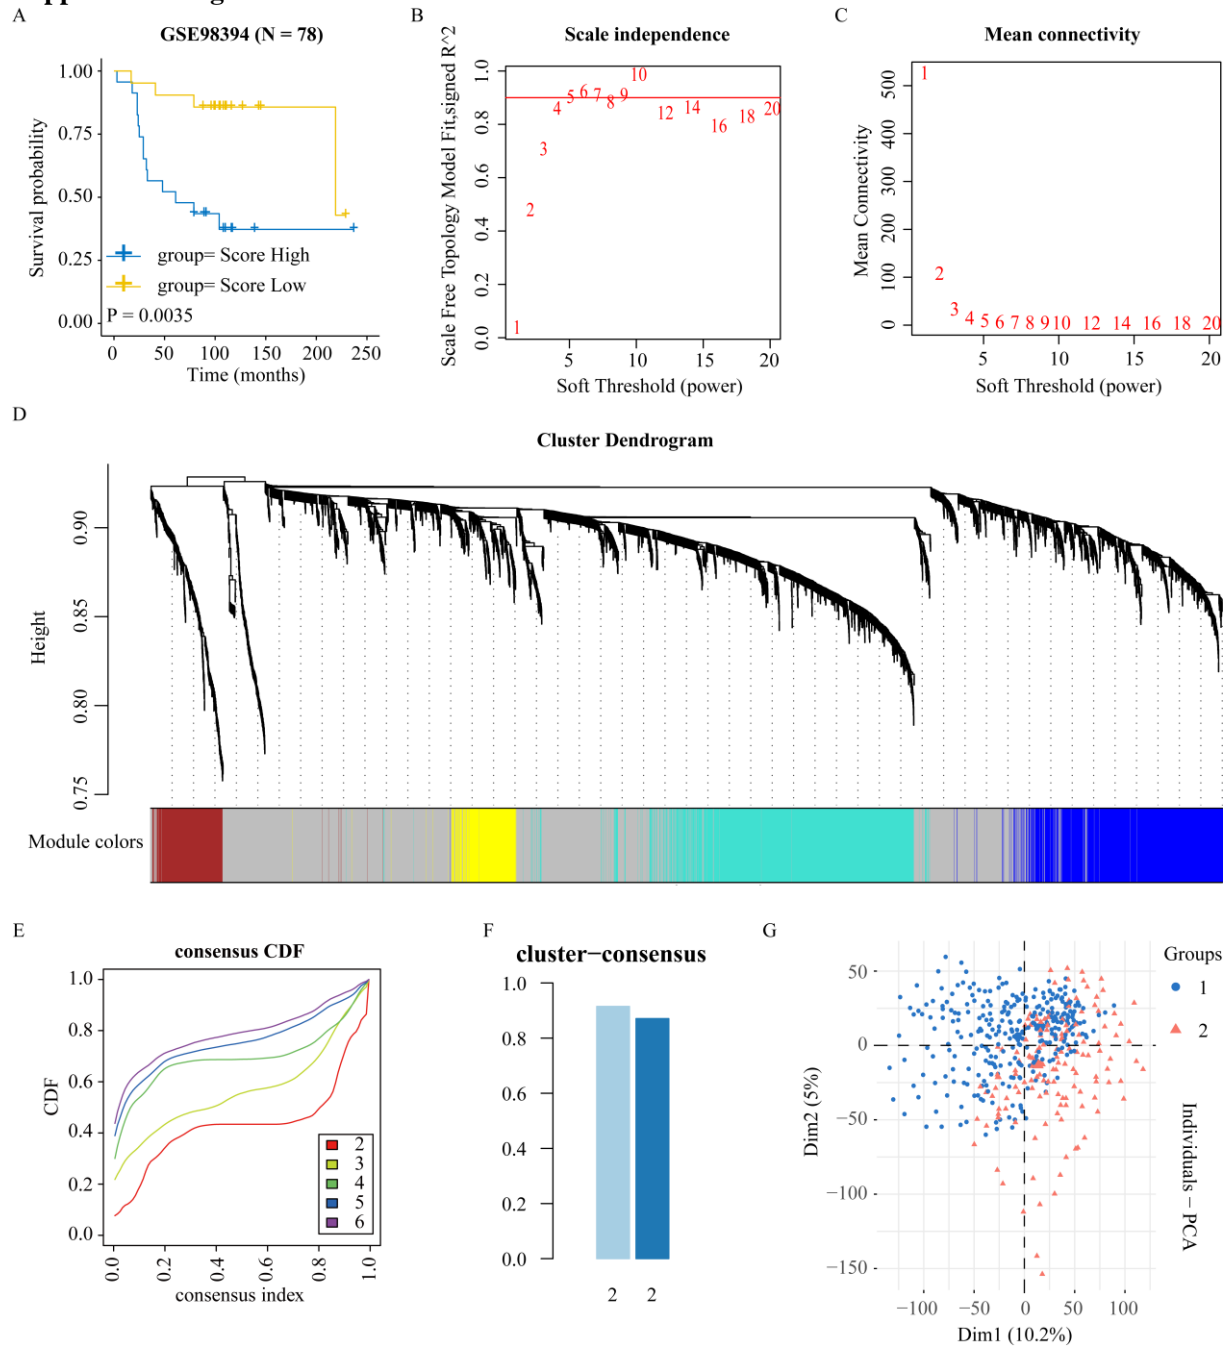 A
GSE98394 (N = 78)
Survival probability
1.00
0.75
0.50
0.25
0.00
group= Score High
group= Score Low
P = 0.0035
0 50 100 150 200 250
Time (months)
B
Scale independence
Scale Free Topology Model Fit,signed R^2
1.0
0.8
0.6
0.4
0.2
0.0
1 2 3 4 5 6 7 8 9 10 12 14 16 18 20
5 10 15 20
Soft Threshold (power)
C
Mean connectivity
Mean Connectivity
500
400
300
200
100
0
1 2 3 4 5 6 7 8 9 10 12 14 16 18 20
5 10 15 20
Soft Threshold (power)
D
Cluster Dendrogram
Height
0.90
0.85
0.80
0.75
Module colors
E
consensus CDF
CDF
1.0
0.8
0.6
0.4
0.2
0.0
2
3
4
5
6
0.0 0.2 0.4 0.6 0.8 1.0
consensus index
F
cluster−consensus
1.0
0.8
0.6
0.4
0.2
0.0
2 2
G
Dim2 (5%)
50
0
−50
−100
−150
−100 −50 0 50 100
Dim1 (10.2%)
Groups
1
2
Individuals − PCA